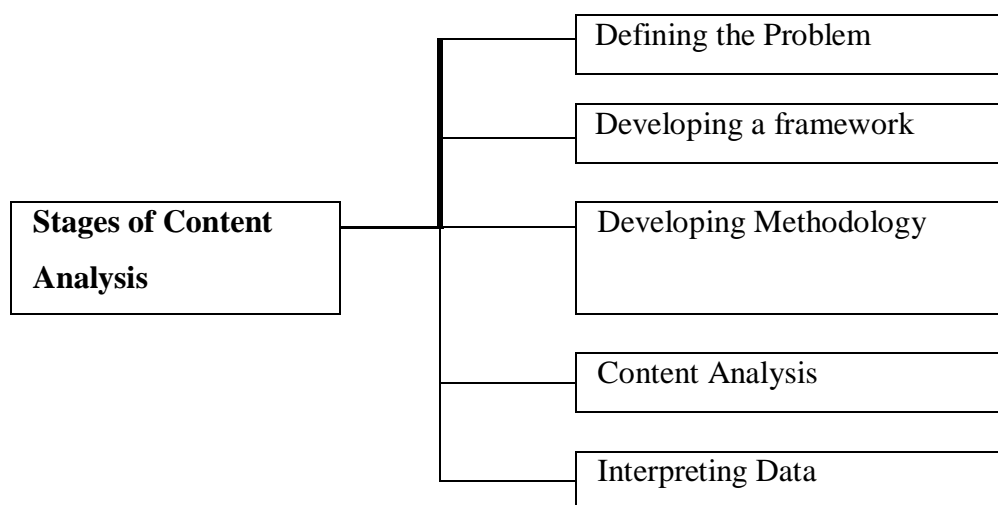 Defining the Problem
Developing a framework
Stages of Content
Analysis
Developing Methodology
Content Analysis
Interpreting Data